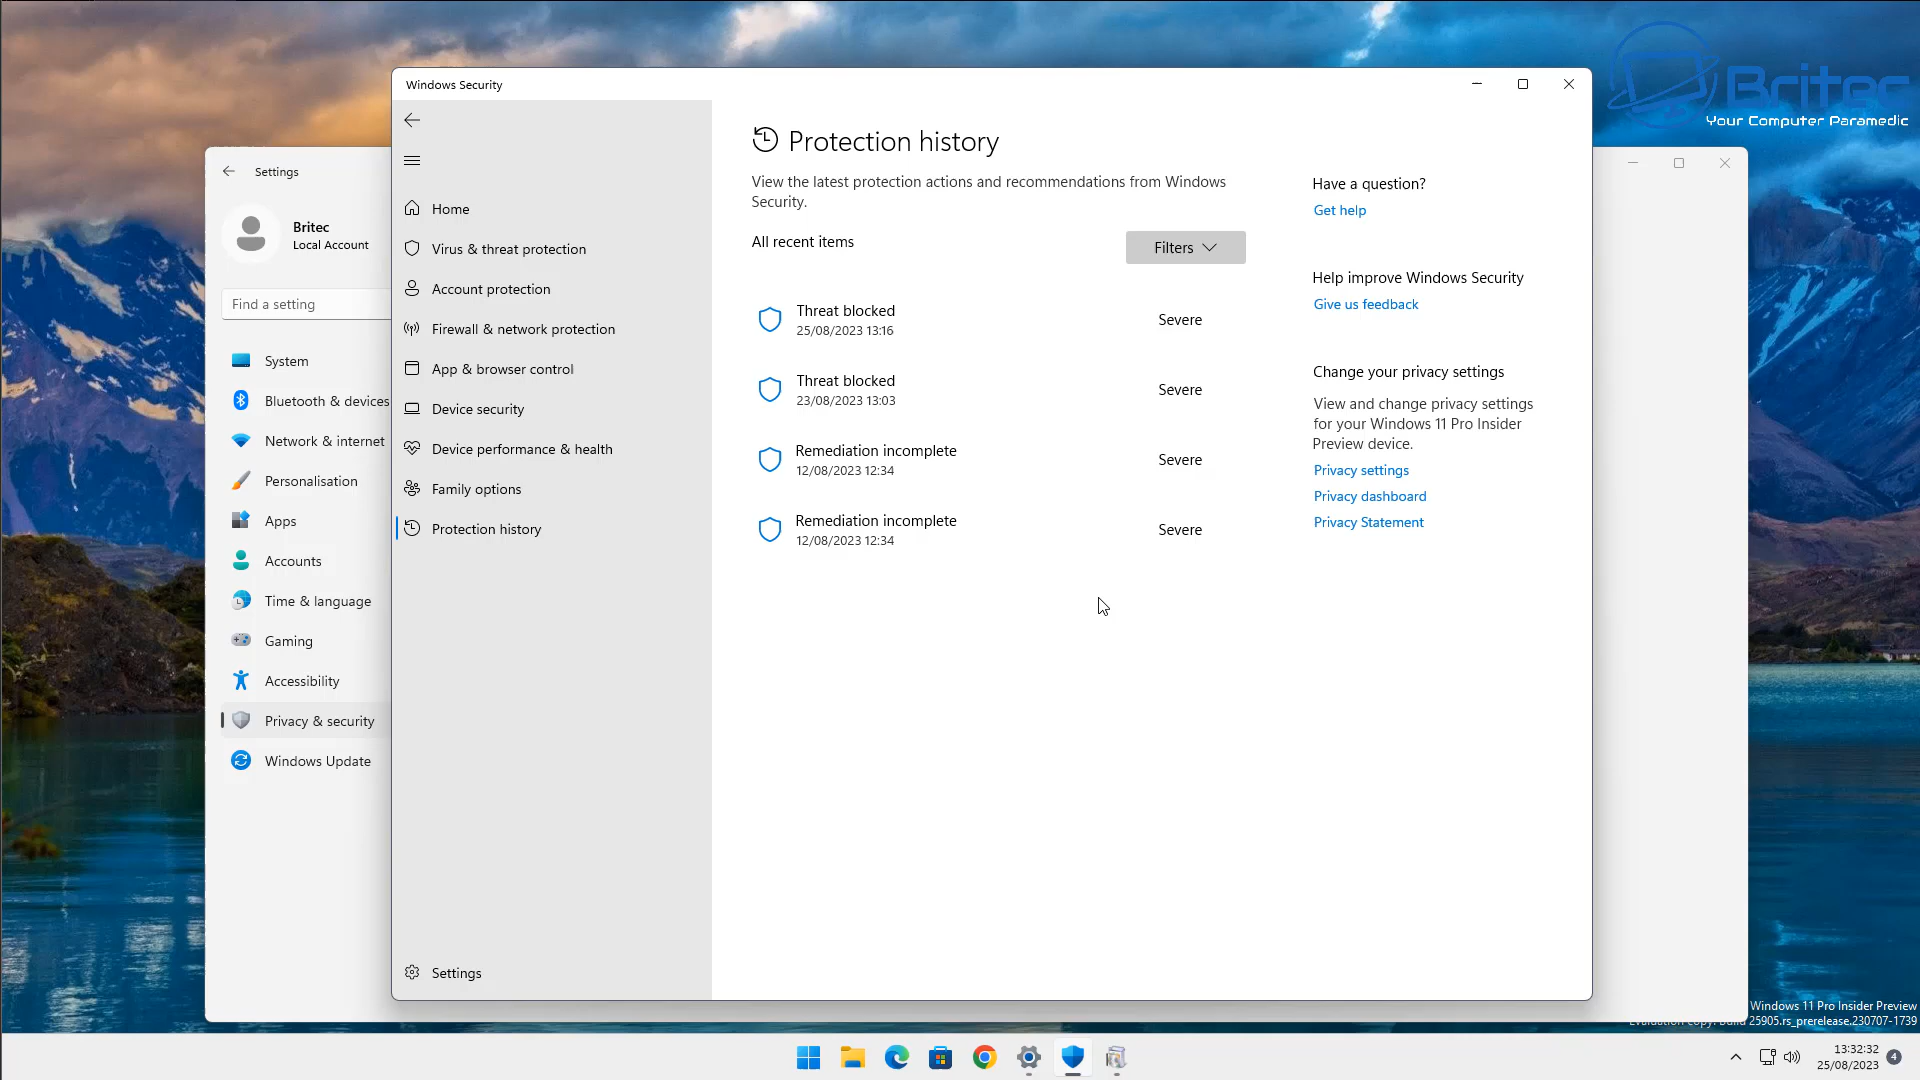 Britec
Your Computer Paramedic
Settings
Britec
Local Account
Find a setting
System
Bluetooth & devices
Network & internet
Personalisation
Apps
Accounts
Time & language
Gaming
Accessibility
Privacy & security
Windows Update
Windows Security
Home
Virus & threat protection
Account protection
Firewall & network protection
App & browser control
Device security
Device performance & health
Family options
Protection history
Settings
Protection history
View the latest protection actions and recommendations from Windows
Security.
All recent items
Filters
Threat blocked
25/08/2023 13:16
Severe
Threat blocked
23/08/2023 13:03
Severe
Remediation incomplete
12/08/2023 12:34
Severe
Remediation incomplete
12/08/2023 12:34
Severe
Have a question?
Get help
Help improve Windows Security
Give us feedback
Change your privacy settings
View and change privacy settings
for your Windows 11 Pro Insider
Preview device.
Privacy settings
Privacy dashboard
Privacy Statement
Windows 11 Pro Insider Preview
Evaluation copy. Build 25905.rs_prerelease.230707-1739
13:32:32
25/08/2023
4